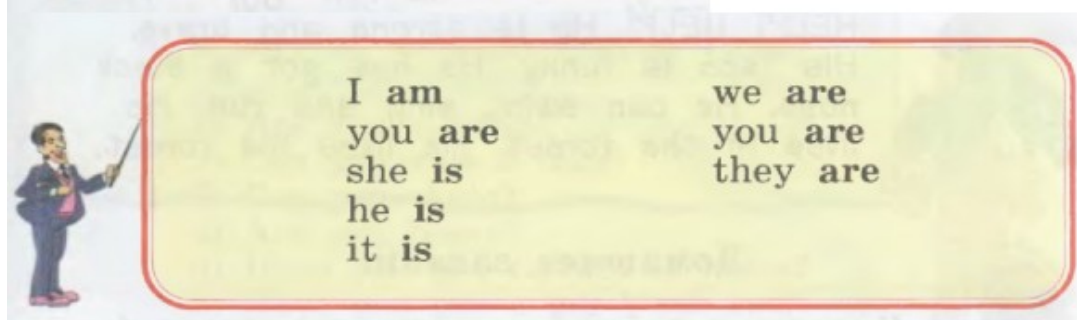 I am
you are
she is
he is
it is
we are
you are
they are